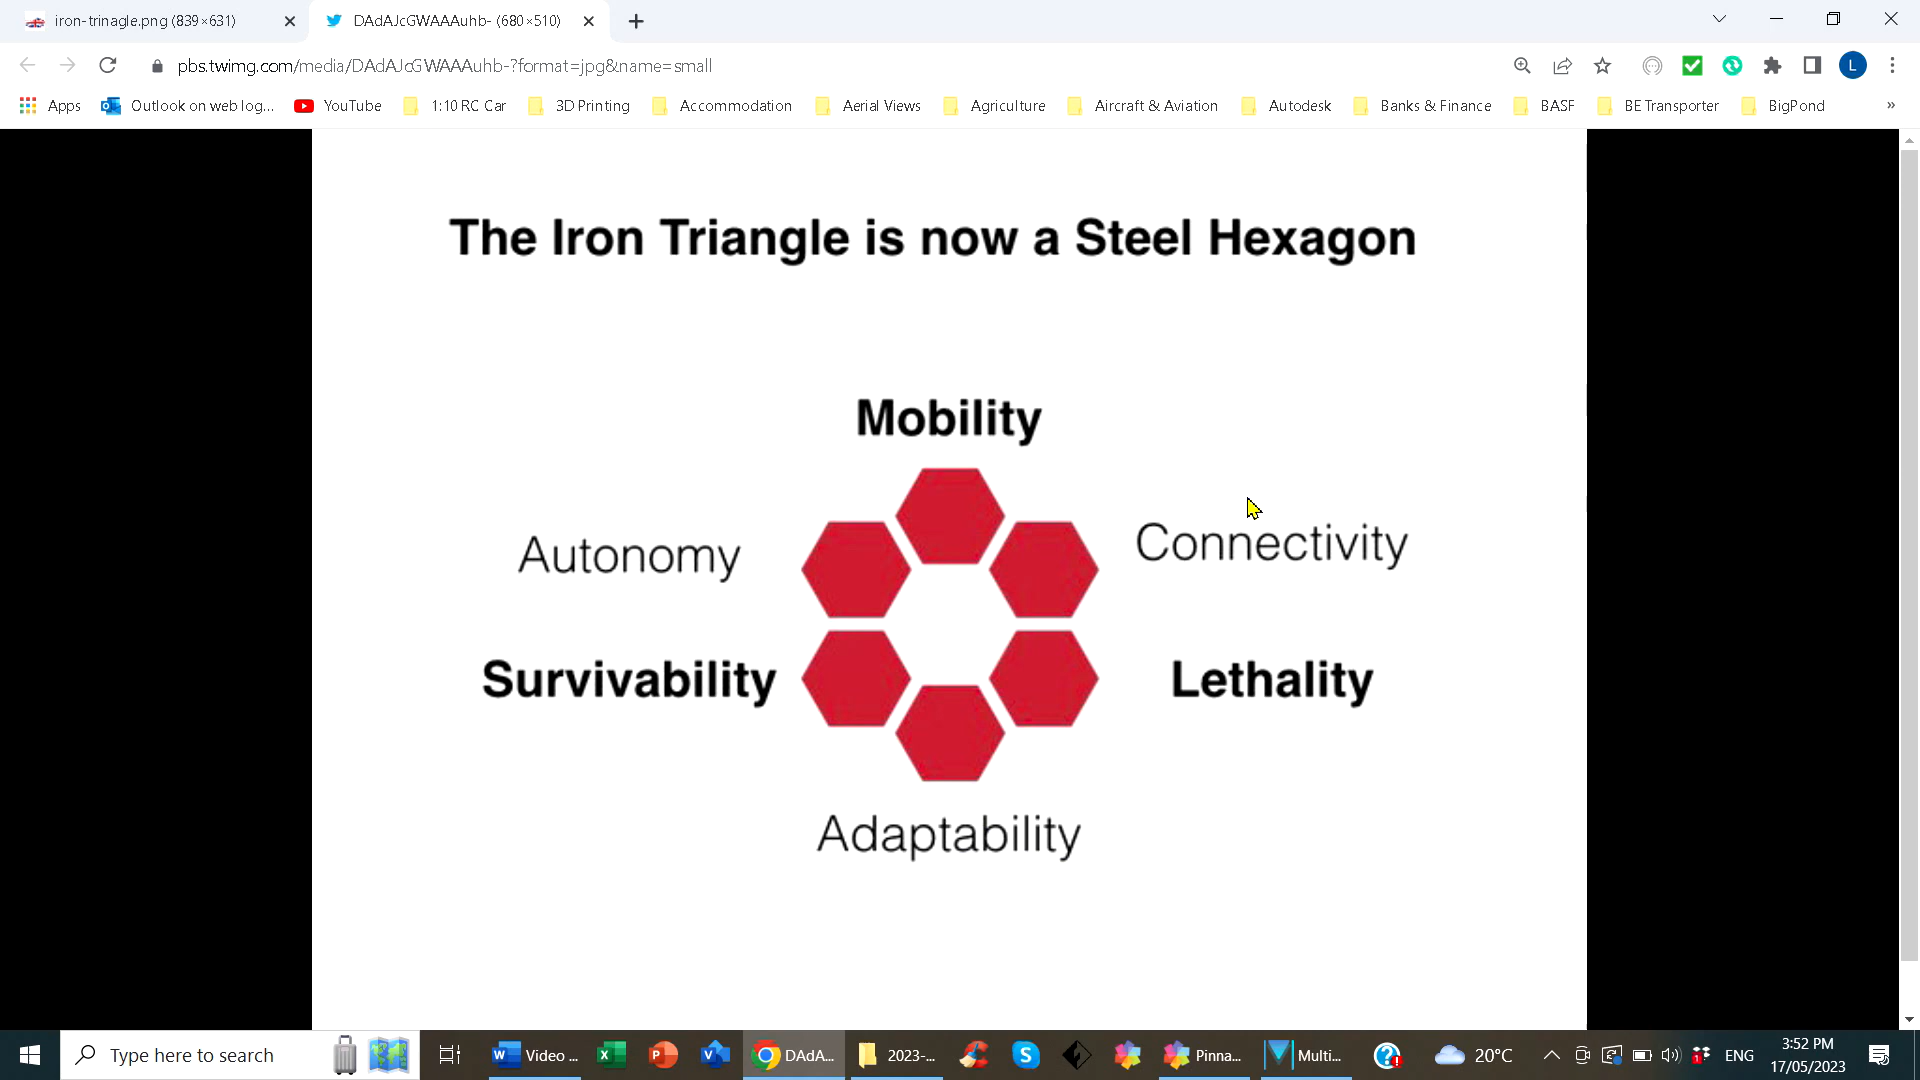 iron-trinagle.png (839×631)
DAdAJcGWAAAuhb- (680×510)
pbs.twimg.com/media/DAdAJcGWAAAuhb-?format=jpg&name=small
L
Apps
Outlook on web log...
YouTube
1:10 RC Car
3D Printing
Accommodation
Aerial Views
Agriculture
Aircraft & Aviation
Autodesk
Banks & Finance
BASF
BE Transporter
BigPond
»
The Iron Triangle is now a Steel Hexagon
Mobility
Autonomy
Connectivity
Survivability
Lethality
Adaptability
Type here to search
Video ...
DAdA...
2023-...
Pinna...
Multi...
20°C
ENG
3:52 PM
17/05/2023